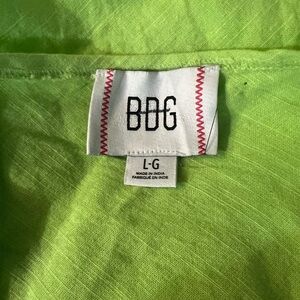 BDG
L-G
MADE IN INDIA
FABRIQUÉ EN INDE